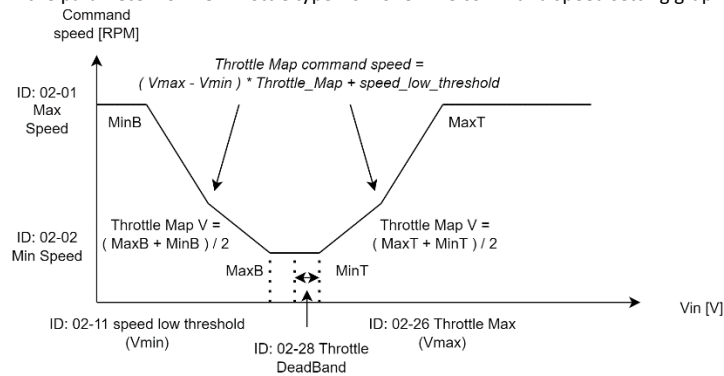 Command
speed [RPM]
Throttle Map command speed =
( Vmax - Vmin ) * Throttle_Map + speed_low_threshold
ID: 02-01
Max
Speed
MinB
MaxT
Throttle Map V =
( MaxB + MinB ) / 2
Throttle Map V =
( MaxT + MinT ) / 2
ID: 02-02
Min Speed
MaxB
MinT
Vin [V]
ID: 02-11 speed low threshold
(Vmin)
ID: 02-26 Throttle Max
(Vmax)
ID: 02-28 Throttle
DeadBand